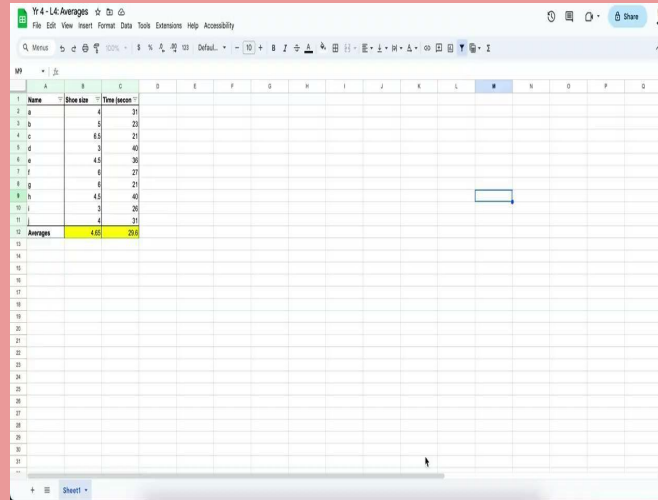 Yr 4 - L4: Averages
File Edit View Insert Format Data Tools Extensions Help Accessibility
Share
Menus 100% $ % .0 .00 123 Defaul... - 10 + B I A
M9 fx
A B C D E F G H I J K L M N O P Q
1 Name Shoe size Time (secon
2 a 4 31
3 b 5 23
4 c 6.5 21
5 d 3 40
6 e 4.5 36
7 f 6 27
8 g 6 21
9 h 4.5 40
10 i 3 26
11 j 4 31
12 Averages 4.65 29.6
13
14
15
16
17
18
19
20
21
22
23
24
25
26
27
28
29
30
31
+ Sheet1